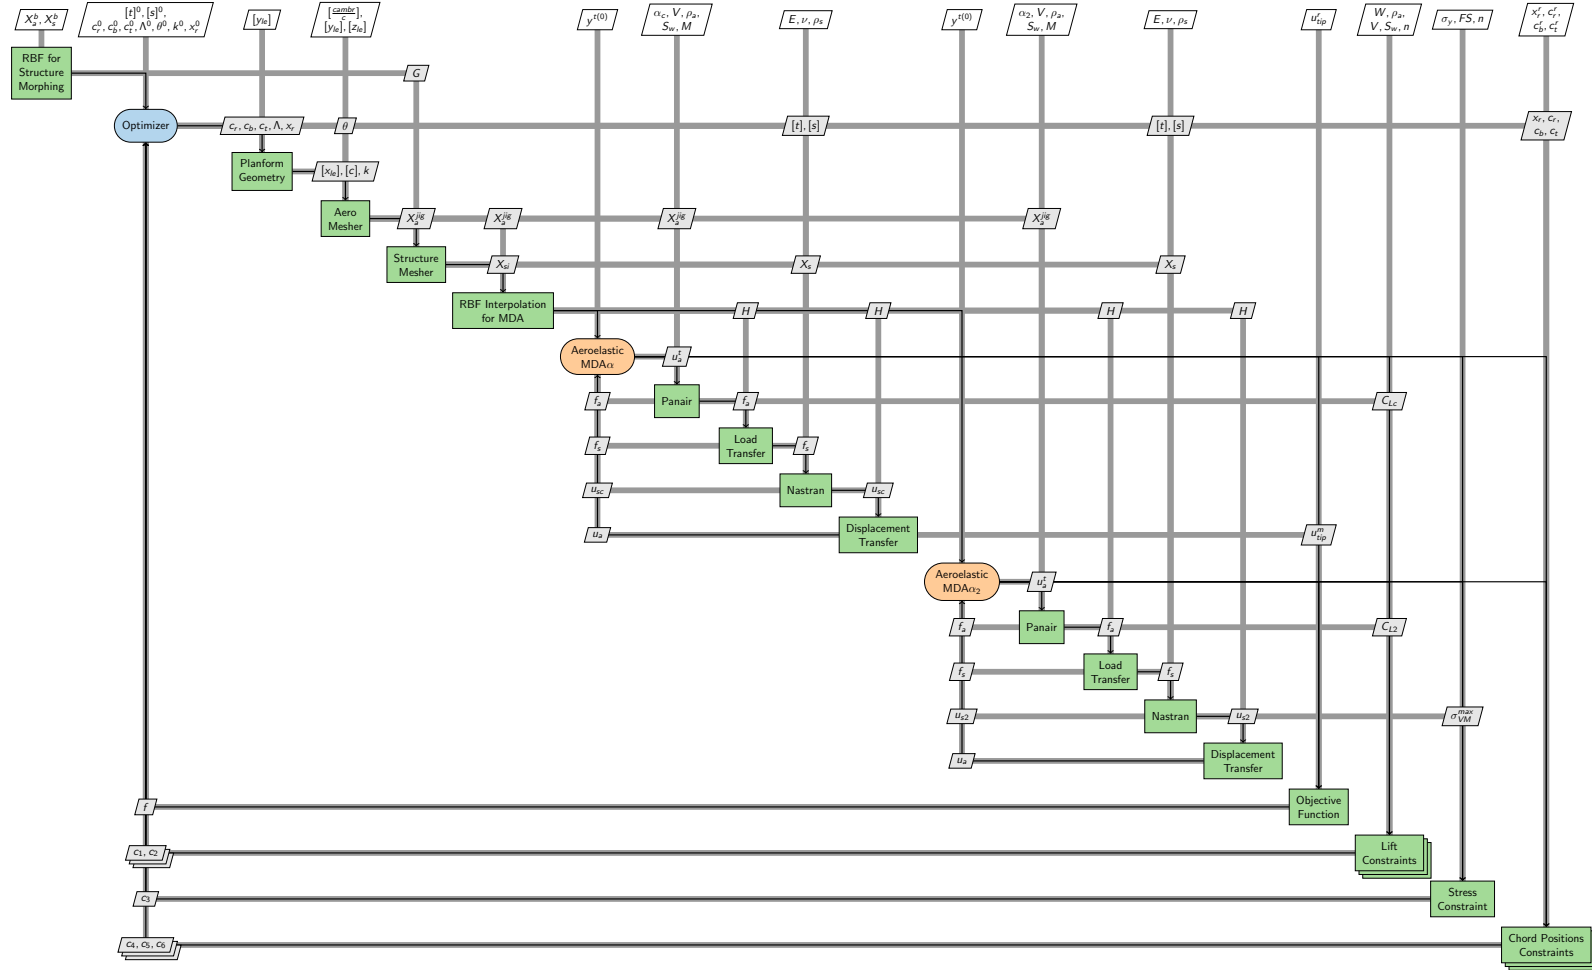 X_a^b, X_s^b
[t]^0, [s]^0,
c_r^0, c_b^0, c_t^0, Λ^0, θ^0, k^0, x_r^0
[y_le]
[cambr/c],
[y_le], [z_le]
y^t(0)
α_c, V, ρ_a,
S_w, M
E, ν, ρ_s
y^t(0)
α_2, V, ρ_a,
S_w, M
E, ν, ρ_s
u_tip^r
W, ρ_a,
V, S_w, n
σ_y, FS, n
x_r^r, c_r^r,
c_b^r, c_t^r
RBF for
Structure
Morphing
G
Optimizer
c_r, c_b, c_t, Λ, x_r
θ
[t], [s]
[t], [s]
x_r, c_r,
c_b, c_t
Planform
Geometry
[x_le], [c], k
Aero
Mesher
X_a^jig
X_a^jig
X_a^jig
X_a^jig
Structure
Mesher
X_si
X_s
X_s
RBF Interpolation
for MDA
H
H
H
H
Aeroelastic
MDAα
u_a^t
f_a
Panair
f_a
C_Lc
f_s
Load
Transfer
f_s
u_sc
Nastran
u_sc
u_a
Displacement
Transfer
u_tip^m
Aeroelastic
MDAα_2
u_a^t
f_a
Panair
f_a
C_L2
f_s
Load
Transfer
f_s
u_s2
Nastran
u_s2
σ_VM^max
u_a
Displacement
Transfer
f
Objective
Function
c_1, c_2
Lift
Constraints
c_3
Stress
Constraint
c_4, c_5, c_6
Chord Positions
Constraints